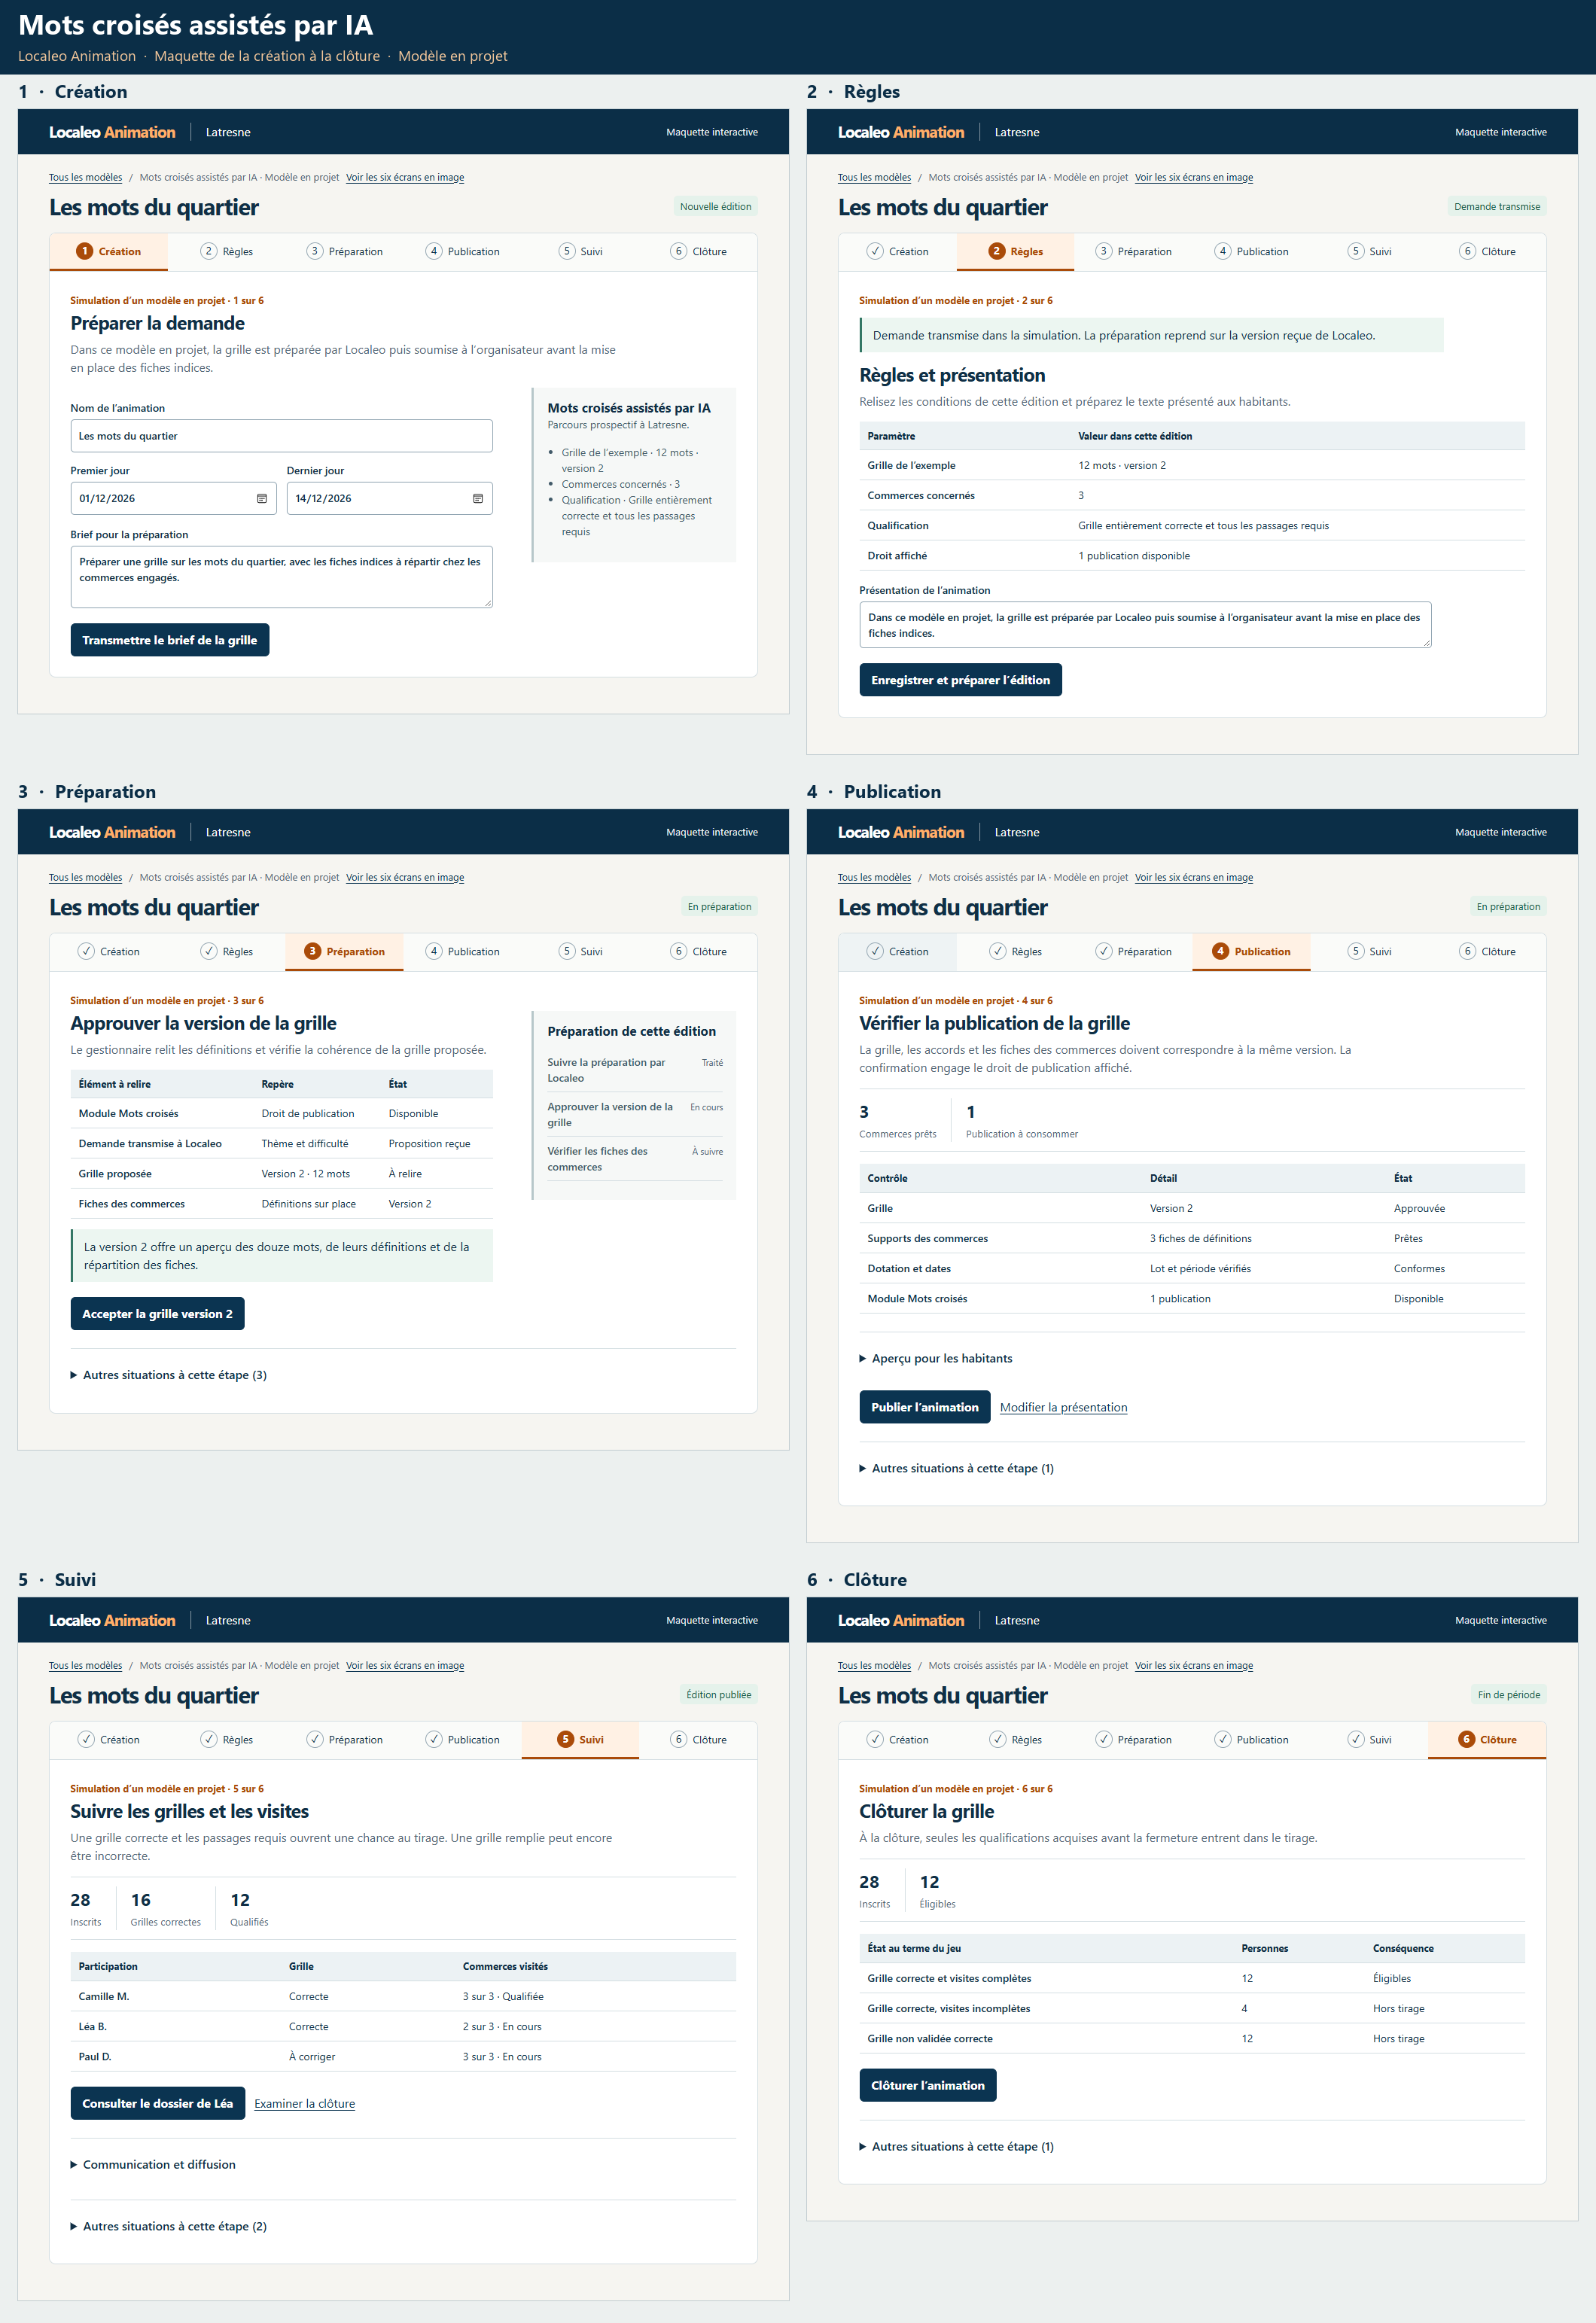 Mots croisés assistés par IA
Localeo Animation · Maquette de la création à la clôture · Modèle en projet
1 · Création
Localeo Animation Latresne Maquette interactive
Tous les modèles / Mots croisés assistés par IA · Modèle en projet Voir les six écrans en image
Les mots du quartier Nouvelle édition
1 Création 2 Règles 3 Préparation 4 Publication 5 Suivi 6 Clôture
Simulation d’un modèle en projet · 1 sur 6
Préparer la demande
Dans ce modèle en projet, la grille est préparée par Localeo puis soumise à l’organisateur avant la mise
en place des fiches indices.
Nom de l’animation
Les mots du quartier
Premier jour Dernier jour
01/12/2026 14/12/2026
Brief pour la préparation
Préparer une grille sur les mots du quartier, avec les fiches indices à répartir chez les
commerces engagés.
Transmettre le brief de la grille
Mots croisés assistés par IA
Parcours prospectif à Latresne.
• Grille de l’exemple · 12 mots ·
version 2
• Commerces concernés · 3
• Qualification · Grille entièrement
correcte et tous les passages
requis
2 · Règles
Localeo Animation Latresne Maquette interactive
Tous les modèles / Mots croisés assistés par IA · Modèle en projet Voir les six écrans en image
Les mots du quartier Demande transmise
✓ Création 2 Règles 3 Préparation 4 Publication 5 Suivi 6 Clôture
Simulation d’un modèle en projet · 2 sur 6
Demande transmise dans la simulation. La préparation reprend sur la version reçue de Localeo.
Règles et présentation
Relisez les conditions de cette édition et préparez le texte présenté aux habitants.
Paramètre Valeur dans cette édition
Grille de l’exemple 12 mots · version 2
Commerces concernés 3
Qualification Grille entièrement correcte et tous les passages requis
Droit affiché 1 publication disponible
Présentation de l’animation
Dans ce modèle en projet, la grille est préparée par Localeo puis soumise à l’organisateur avant la mise en place des
fiches indices.
Enregistrer et préparer l’édition
3 · Préparation
Localeo Animation Latresne Maquette interactive
Tous les modèles / Mots croisés assistés par IA · Modèle en projet Voir les six écrans en image
Les mots du quartier En préparation
✓ Création ✓ Règles 3 Préparation 4 Publication 5 Suivi 6 Clôture
Simulation d’un modèle en projet · 3 sur 6
Approuver la version de la grille
Le gestionnaire relit les définitions et vérifie la cohérence de la grille proposée.
Élément à relire Repère État
Module Mots croisés Droit de publication Disponible
Demande transmise à Localeo Thème et difficulté Proposition reçue
Grille proposée Version 2 · 12 mots À relire
Fiches des commerces Définitions sur place Version 2
La version 2 offre un aperçu des douze mots, de leurs définitions et de la
répartition des fiches.
Accepter la grille version 2
Préparation de cette édition
Suivre la préparation par Traité
Localeo
Approuver la version de la En cours
grille
Vérifier les fiches des À suivre
commerces
▶ Autres situations à cette étape (3)
4 · Publication
Localeo Animation Latresne Maquette interactive
Tous les modèles / Mots croisés assistés par IA · Modèle en projet Voir les six écrans en image
Les mots du quartier En préparation
✓ Création ✓ Règles ✓ Préparation 4 Publication 5 Suivi 6 Clôture
Simulation d’un modèle en projet · 4 sur 6
Vérifier la publication de la grille
La grille, les accords et les fiches des commerces doivent correspondre à la même version. La
confirmation engage le droit de publication affiché.
3 1
Commerces prêts Publication à consommer
Contrôle Détail État
Grille Version 2 Approuvée
Supports des commerces 3 fiches de définitions Prêtes
Dotation et dates Lot et période vérifiés Conformes
Module Mots croisés 1 publication Disponible
▶ Aperçu pour les habitants
Publier l’animation Modifier la présentation
▶ Autres situations à cette étape (1)
5 · Suivi
Localeo Animation Latresne Maquette interactive
Tous les modèles / Mots croisés assistés par IA · Modèle en projet Voir les six écrans en image
Les mots du quartier Édition publiée
✓ Création ✓ Règles ✓ Préparation ✓ Publication 5 Suivi 6 Clôture
Simulation d’un modèle en projet · 5 sur 6
Suivre les grilles et les visites
Une grille correcte et les passages requis ouvrent une chance au tirage. Une grille remplie peut encore
être incorrecte.
28 16 12
Inscrits Grilles correctes Qualifiés
Participation Grille Commerces visités
Camille M. Correcte 3 sur 3 · Qualifiée
Léa B. Correcte 2 sur 3 · En cours
Paul D. À corriger 3 sur 3 · En cours
Consulter le dossier de Léa Examiner la clôture
▶ Communication et diffusion
▶ Autres situations à cette étape (2)
6 · Clôture
Localeo Animation Latresne Maquette interactive
Tous les modèles / Mots croisés assistés par IA · Modèle en projet Voir les six écrans en image
Les mots du quartier Fin de période
✓ Création ✓ Règles ✓ Préparation ✓ Publication ✓ Suivi 6 Clôture
Simulation d’un modèle en projet · 6 sur 6
Clôturer la grille
À la clôture, seules les qualifications acquises avant la fermeture entrent dans le tirage.
28 12
Inscrits Éligibles
État au terme du jeu Personnes Conséquence
Grille correcte et visites complètes 12 Éligibles
Grille correcte, visites incomplètes 4 Hors tirage
Grille non validée correcte 12 Hors tirage
Clôturer l’animation
▶ Autres situations à cette étape (1)